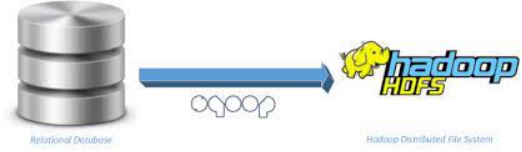 sqoop
hadoop
HDFS
Relational Database
Hadoop Distributed File System